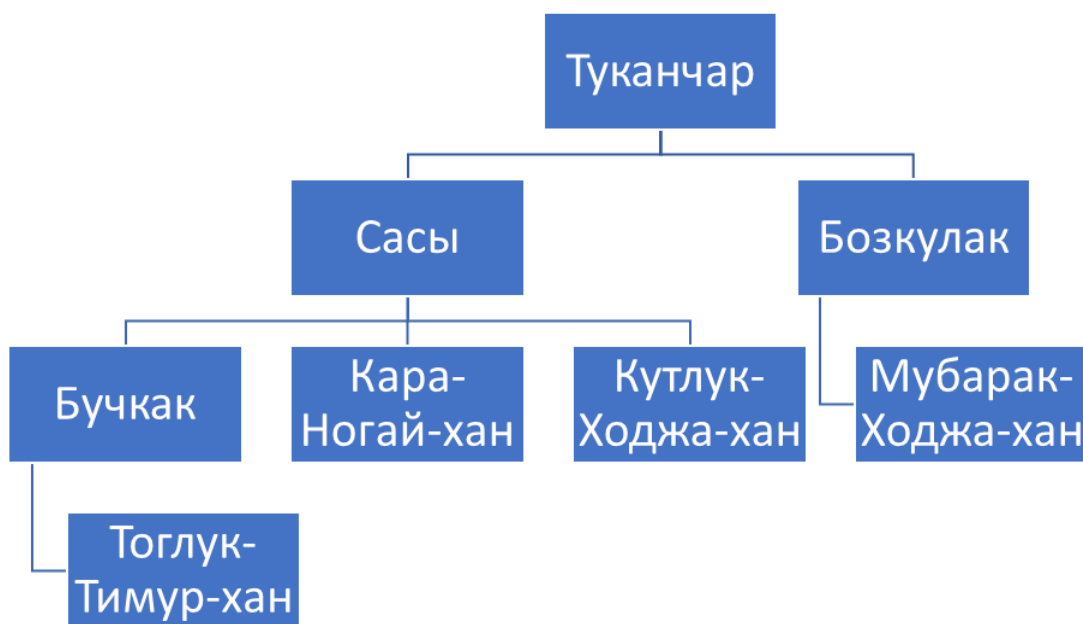 Туканчар
Сасы
Бозкулак
Бучкак
Кара-
Ногай-хан
Кутлук-
Ходжа-хан
Мубарак-
Ходжа-хан
Тоглук-
Тимур-хан